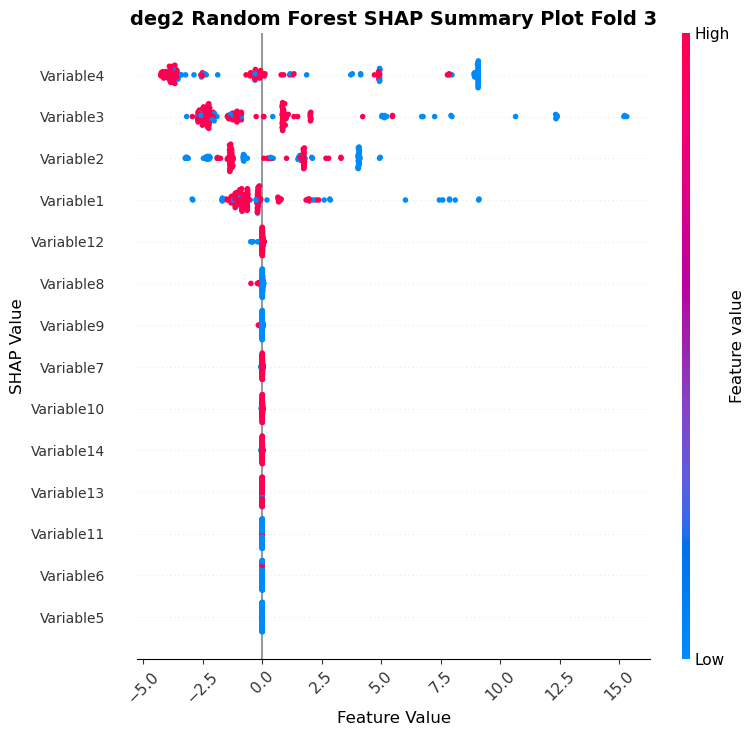 deg2 Random Forest SHAP Summary Plot Fold 3
High
Variable4
Variable3
Variable2
Variable1
Variable12
Variable8
Variable9
Variable7
Variable10
Variable14
Variable13
Variable11
Variable6
Variable5
SHAP Value
Feature value
Low
−5.0 −2.5 0.0 2.5 5.0 7.5 10.0 12.5 15.0
Feature Value